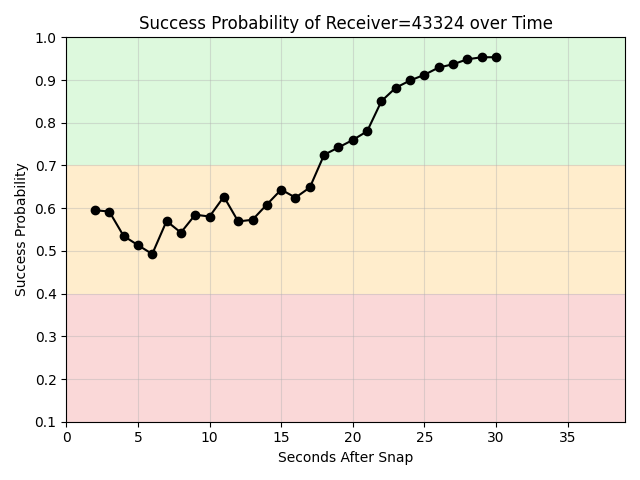 Success Probability of Receiver=43324 over Time
1.0
0.9
0.8
0.7
0.6
0.5
0.4
0.3
0.2
0.1
Success Probability
0 5 10 15 20 25 30 35
Seconds After Snap